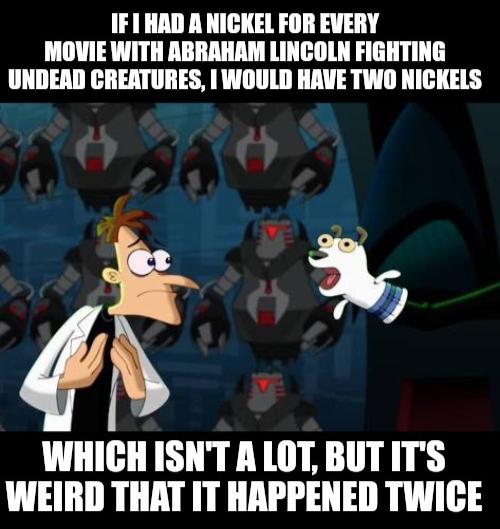 IF I HAD A NICKEL FOR EVERY
MOVIE WITH ABRAHAM LINCOLN FIGHTING
UNDEAD CREATURES, I WOULD HAVE TWO NICKELS
WHICH ISN'T A LOT, BUT IT'S
WEIRD THAT IT HAPPENED TWICE